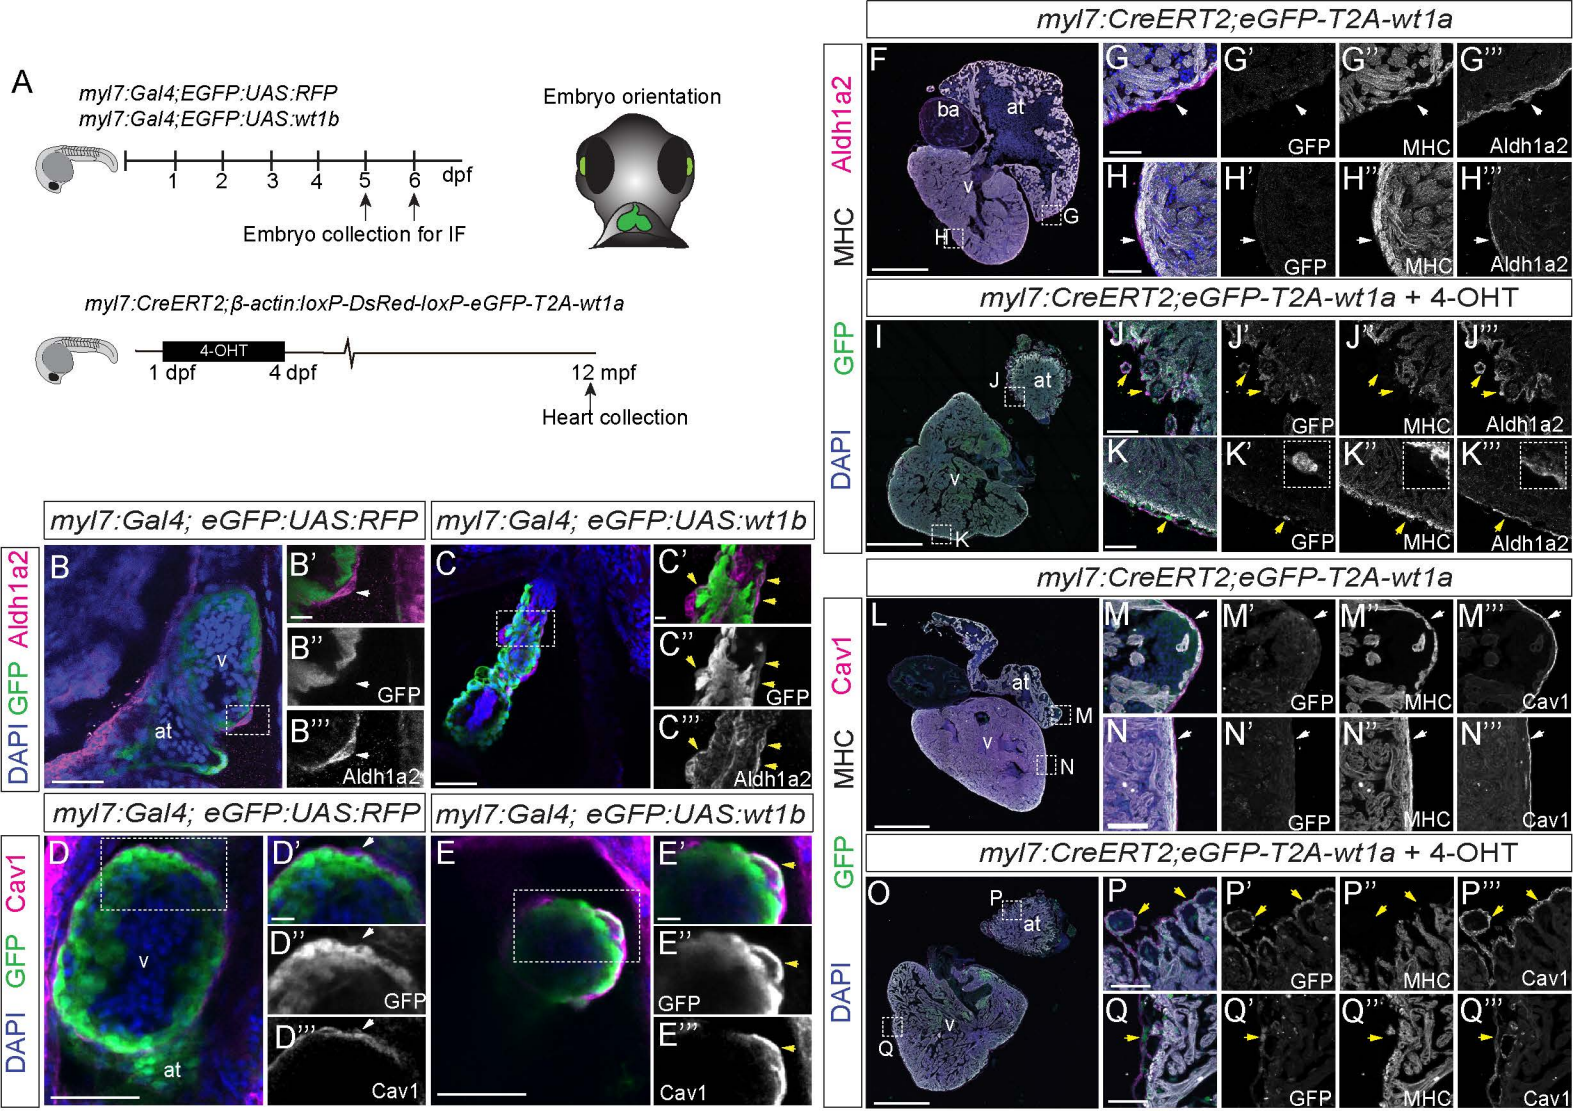 A
myl7:Gal4;EGFP:UAS:RFP
myl7:Gal4;EGFP:UAS:wt1b
1 2 3 4 5 6 dpf
Embryo collection for IF
Embryo orientation
myl7:CreERT2;β-actin:loxP-DsRed-loxP-eGFP-T2A-wt1a
4-OHT
1 dpf 4 dpf 12 mpf
Heart collection
myl7:Gal4; eGFP:UAS:RFP
DAPI GFP Aldh1a2
B
v
at
B’
B’’
GFP
B’’’
Aldh1a2
myl7:Gal4; eGFP:UAS:wt1b
C
C’
C’’
GFP
C’’’
Aldh1a2
myl7:Gal4; eGFP:UAS:RFP
DAPI GFP Cav1
D
v
at
D’
D’’
GFP
D’’’
Cav1
myl7:Gal4; eGFP:UAS:wt1b
E
E’
E’’
GFP
E’’’
Cav1
DAPI GFP MHC Aldh1a2
myl7:CreERT2;eGFP-T2A-wt1a
F
ba
at
v
G
H
G
G’
GFP
G’’
MHC
G’’’
Aldh1a2
H
H’
GFP
H’’
MHC
H’’’
Aldh1a2
myl7:CreERT2;eGFP-T2A-wt1a + 4-OHT
I
J
at
v
K
J
J’
GFP
J’’
MHC
J’’’
Aldh1a2
K
K’
GFP
K’’
MHC
K’’’
Aldh1a2
DAPI GFP MHC Cav1
myl7:CreERT2;eGFP-T2A-wt1a
L
at
M
v
N
M
M’
GFP
M’’
MHC
M’’’
Cav1
N
N’
GFP
N’’
MHC
N’’’
Cav1
myl7:CreERT2;eGFP-T2A-wt1a + 4-OHT
O
P
at
v
Q
P
P’
GFP
P’’
MHC
P’’’
Cav1
Q
Q’
GFP
Q’’
MHC
Q’’’
Cav1